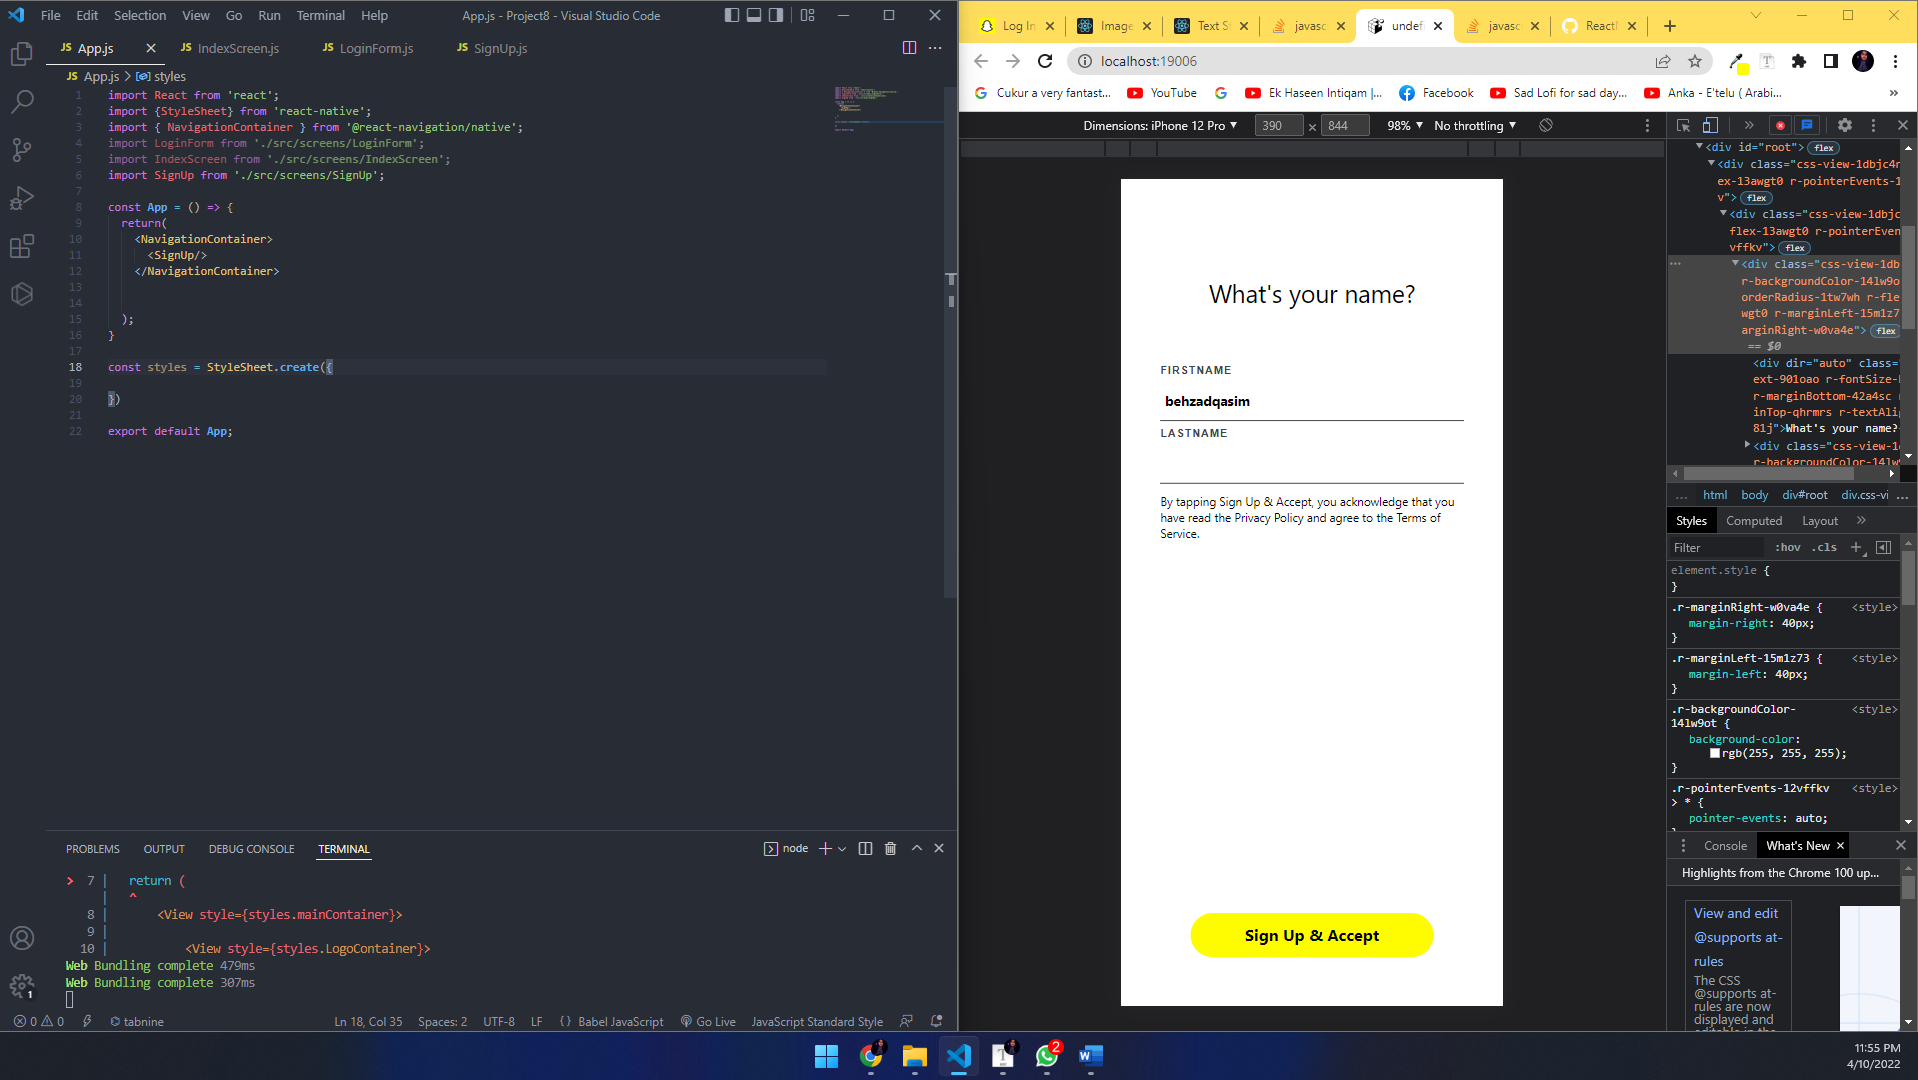 File Edit Selection View Go Run Terminal Help
App.js - Project8 - Visual Studio Code
JS App.js
JS IndexScreen.js
JS LoginForm.js
JS SignUp.js
JS App.js > styles
1 import React from 'react';
2 import {StyleSheet} from 'react-native';
3 import { NavigationContainer } from '@react-navigation/native';
4 import LoginForm from './src/screens/LoginForm';
5 import IndexScreen from './src/screens/IndexScreen';
6 import SignUp from './src/screens/SignUp';
7
8 const App = () => {
9 return(
10 <NavigationContainer>
11 <SignUp/>
12 </NavigationContainer>
13
14
15 );
16 }
17
18 const styles = StyleSheet.create({
19
20 })
21
22 export default App;
PROBLEMS OUTPUT DEBUG CONSOLE TERMINAL
node
> 7 | return (
| ^
8 | <View style={styles.mainContainer}>
9 |
10 | <View style={styles.LogoContainer}>
Web Bundling complete 479ms
Web Bundling complete 307ms
1
0 0 tabnine
Ln 18, Col 35 Spaces: 2 UTF-8 LF {} Babel JavaScript Go Live JavaScript Standard Style
Log In
Image
Text St
javasc
undefi
javasc
React
localhost:19006
Cukur a very fantast...
YouTube
Ek Haseen Intiqam |...
Facebook
Sad Lofi for sad day...
Anka - E'telu ( Arabi...
»
Dimensions: iPhone 12 Pro 390 × 844 98% No throttling
What's your name?
FIRSTNAME
behzadqasim
LASTNAME
By tapping Sign Up & Accept, you acknowledge that you
have read the Privacy Policy and agree to the Terms of
Service.
Sign Up & Accept
<div id="root"> flex
<div class="css-view-1dbjc4n
ex-13awgt0 r-pointerEvents-1
v"> flex
<div class="css-view-1dbjc
flex-13awgt0 r-pointerEven
vffkv"> flex
<div class="css-view-1db
r-backgroundColor-14lw9o
orderRadius-1tw7wh r-fle
wgt0 r-marginLeft-15m1z7
arginRight-w0va4e"> flex
== $0
<div dir="auto" class=
ext-901oao r-fontSize-
r-marginBottom-42a4sc
inTop-qhrmrs r-textAli
81j">What's your name?
<div class="css-view-1
r-backgroundColor-14lw
... html body div#root div.css-vi ...
Styles Computed Layout »
Filter :hov .cls +
element.style {
}
.r-marginRight-w0va4e { <style>
margin-right: 40px;
}
.r-marginLeft-15m1z73 { <style>
margin-left: 40px;
}
.r-backgroundColor- <style>
14lw9ot {
background-color:
rgb(255, 255, 255);
}
.r-pointerEvents-12vffkv <style>
> * {
pointer-events: auto;
Console What's New
Highlights from the Chrome 100 up...
View and edit
@supports at-
rules
The CSS
@supports at-
rules are now
displayed and
editable in the
2
11:55 PM
4/10/2022